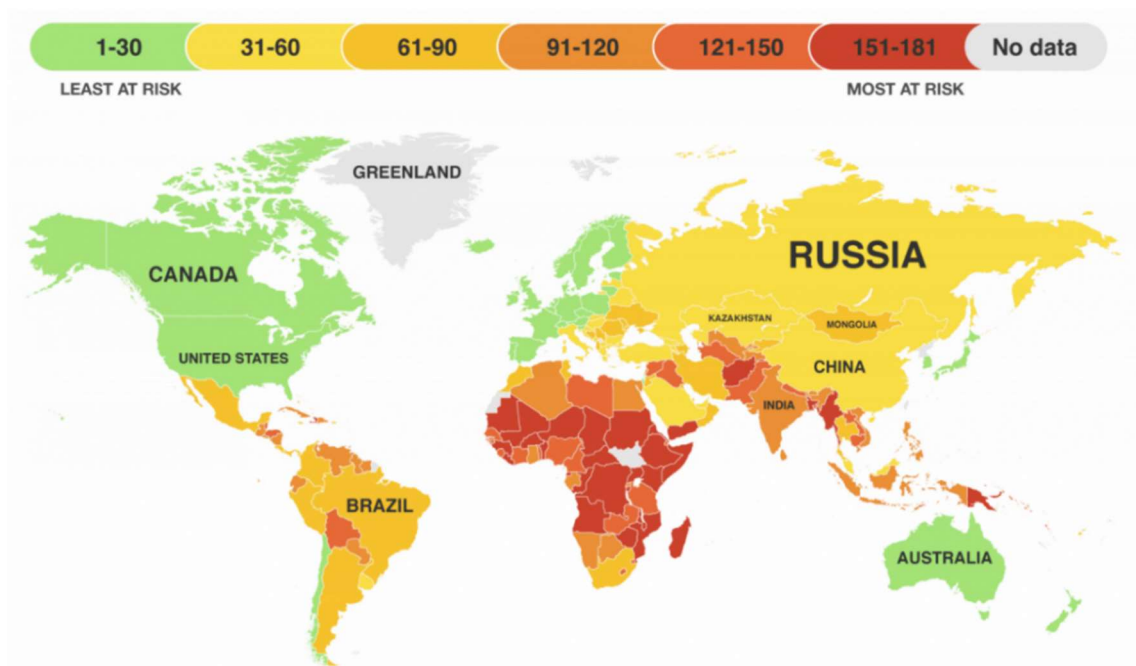 1-30 31-60 61-90 91-120 121-150 151-181 No data
LEAST AT RISK MOST AT RISK
GREENLAND
RUSSIA
CANADA
KAZAKHSTAN
MONGOLIA
UNITED STATES
CHINA
INDIA
BRAZIL
AUSTRALIA